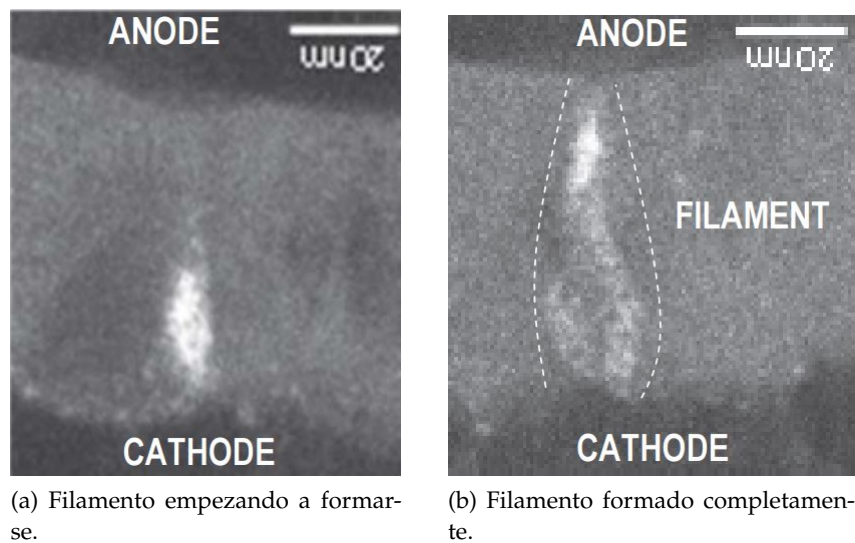 ANODE
20 nm
CATHODE
(a) Filamento empezando a formar-
se.
ANODE
20 nm
FILAMENT
CATHODE
(b) Filamento formado completamen-
te.